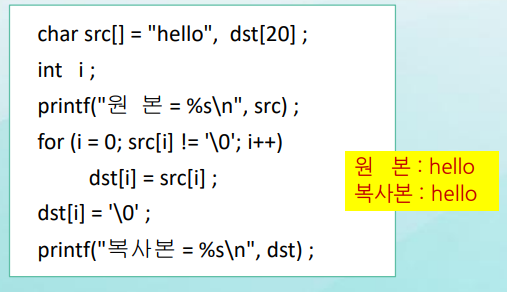 char src[] = "hello", dst[20] ;
int i ;
printf("원 본 = %s\n", src) ;
for (i = 0; src[i] != '\0'; i++)
dst[i] = src[i] ;
dst[i] = '\0' ;
printf("복사본 = %s\n", dst) ;
원 본 : hello
복사본 : hello